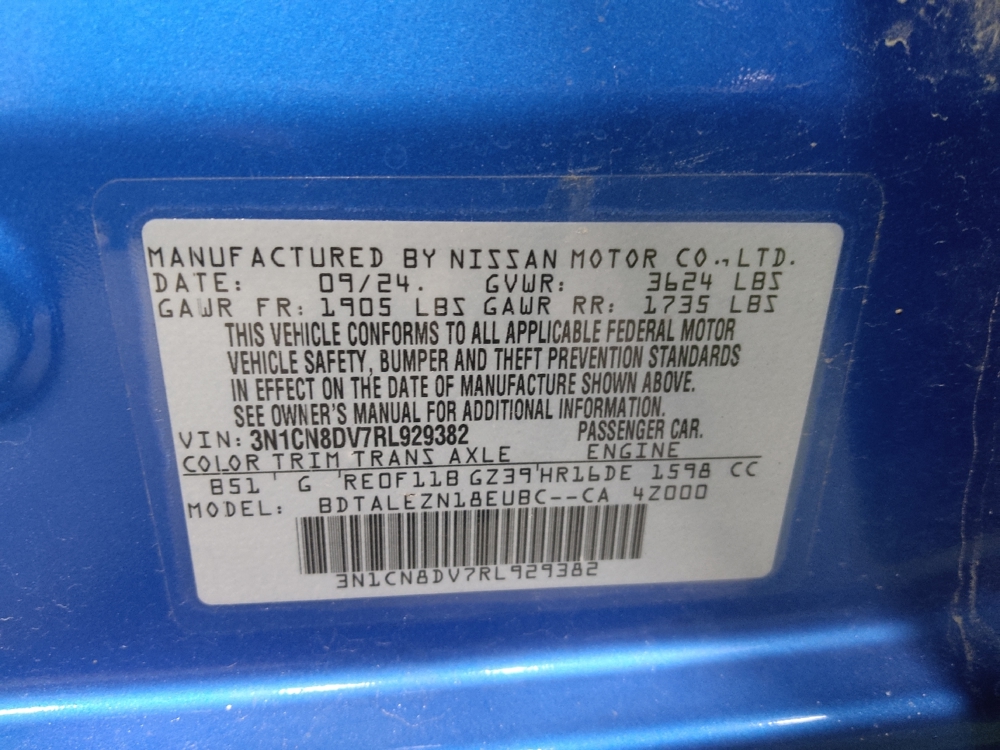 MANUFACTURED BY NISSAN MOTOR CO.,LTD.
DATE: 09/24. GVWR: 3624 LBS
GAWR FR: 1905 LBS GAWR RR: 1735 LBS
THIS VEHICLE CONFORMS TO ALL APPLICABLE FEDERAL MOTOR
VEHICLE SAFETY, BUMPER AND THEFT PREVENTION STANDARDS
IN EFFECT ON THE DATE OF MANUFACTURE SHOWN ABOVE.
SEE OWNER'S MANUAL FOR ADDITIONAL INFORMATION.
VIN: 3N1CN8DV7RL929382 PASSENGER CAR.
COLOR TRIM TRANS AXLE ENGINE
B51 ' G 'RE0F11B GZ39'HR16DE 1598 CC
MODEL: BDTALEZN18EUBC--CA 4Z000
3N1CN8DV7RL929382